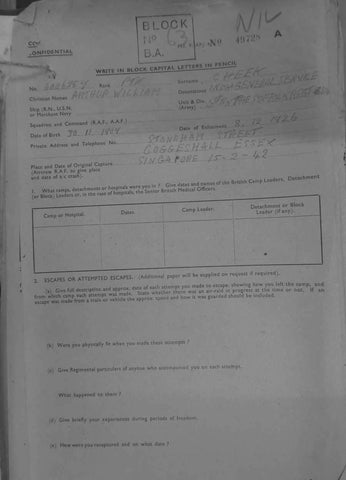 CONFIDENTIAL
BLOCK
No 63
B.A.
NIL
No 49728 A
WRITE IN BLOCK CAPITAL LETTERS IN PENCIL.
No. Rank Pte Surname CHEEK
Christian Names ARTHUR WILLIAM Decorations
Ship (R.N., U.S.N. Unit & Div.
or Merchant Navy (Army)
Squadron and Command (R.A.F., A.A.F.)
Date of Birth 30.11.1904 Date of Enlistment 8.12.1926
Private Address and Telephone No. STONEHAM STREET
COGGESHALL ESSEX
Place and Date of Original Capture SINGAPORE 15-2-42
(Aircrew R.A.F. to give place
and date of a/c crash).
1. What camps, detachments or hospitals were you in? Give dates and names of the British Camp Leaders, Detachment
(or Block) Leaders or, in the case of hospitals, the Senior British Medical Officers.
Camp or Hospital. Dates Camp Leader. Detachment or Block
Leader (if any).
2. ESCAPES OR ATTEMPTED ESCAPES. (Additional paper will be supplied on request if required).
(a) Give full description and approx. date of each attempt you made to escape, showing how you left the camp, and
from which camp each attempt was made. State whether there was an air-raid in progress at the time or not. If an
escape was made from a train or vehicle the approx. speed and how it was guarded should be included.
(b) Were you physically fit when you made these attempts ?
(c) Give Regimental particulars of anyone who accompanied you on each attempt.
What happened to them ?
(d) Give briefly your experiences during periods of freedom.
(e) How were you recaptured and on what date ?